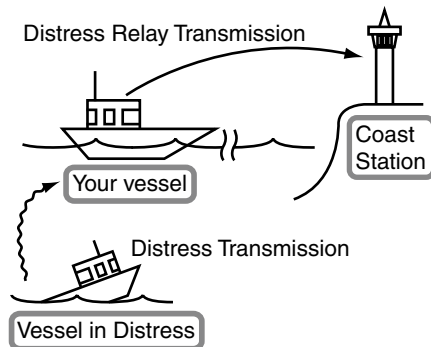 Distress Relay Transmission
Coast
Station
Your vessel
Distress Transmission
Vessel in Distress